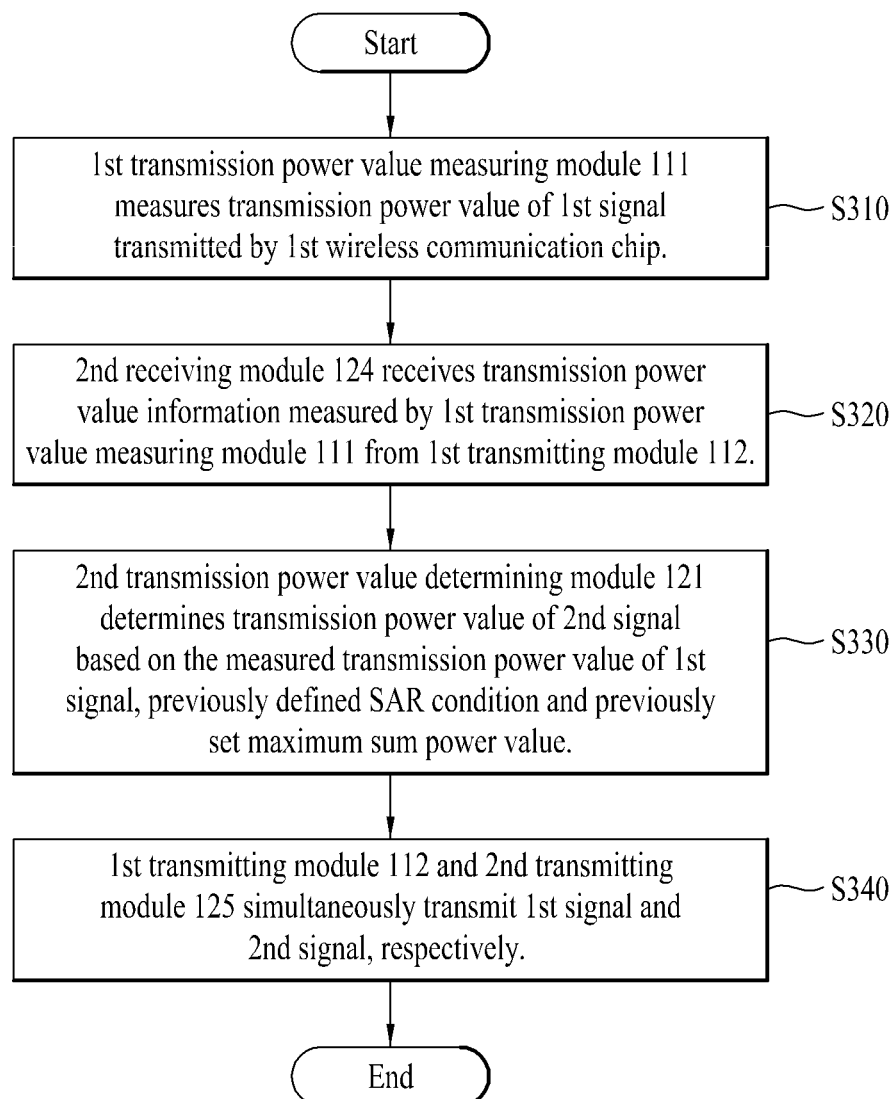 Start
1st transmission power value measuring module 111
measures transmission power value of 1st signal
transmitted by 1st wireless communication chip.
S310
2nd receiving module 124 receives transmission power
value information measured by 1st transmission power
value measuring module 111 from 1st transmitting module 112.
S320
2nd transmission power value determining module 121
determines transmission power value of 2nd signal
based on the measured transmission power value of 1st
signal, previously defined SAR condition and previously
set maximum sum power value.
S330
1st transmitting module 112 and 2nd transmitting
module 125 simultaneously transmit 1st signal and
2nd signal, respectively.
S340
End